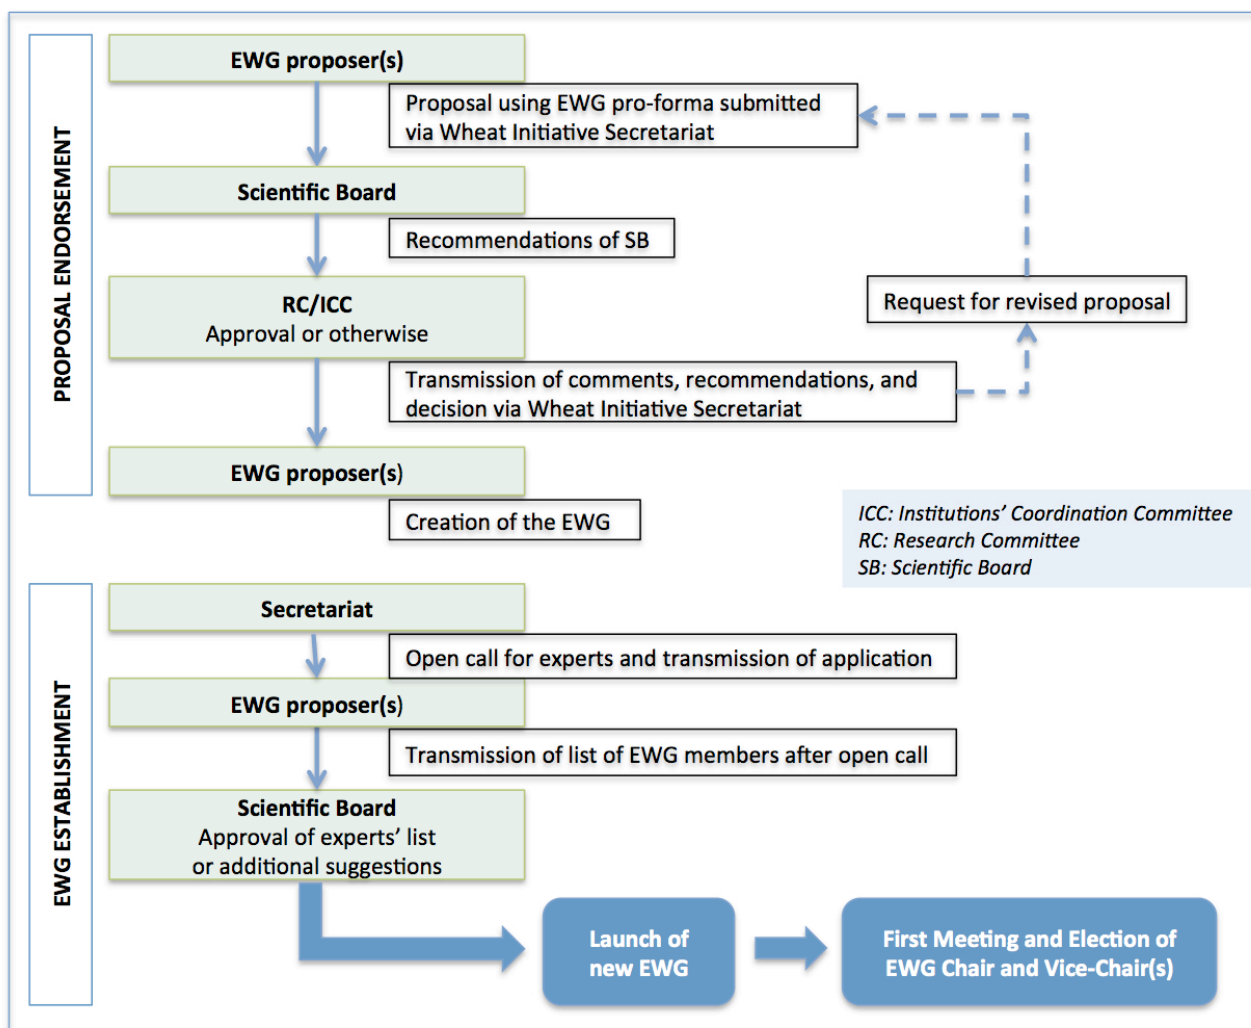 PROPOSAL ENDORSEMENT
EWG proposer(s)
Proposal using EWG pro-forma submitted
via Wheat Initiative Secretariat
Scientific Board
Recommendations of SB
RC/ICC
Approval or otherwise
Request for revised proposal
Transmission of comments, recommendations, and
decision via Wheat Initiative Secretariat
EWG proposer(s)
Creation of the EWG
ICC: Institutions’ Coordination Committee
RC: Research Committee
SB: Scientific Board
EWG ESTABLISHMENT
Secretariat
Open call for experts and transmission of application
EWG proposer(s)
Transmission of list of EWG members after open call
Scientific Board
Approval of experts’ list
or additional suggestions
Launch of
new EWG
First Meeting and Election of
EWG Chair and Vice-Chair(s)